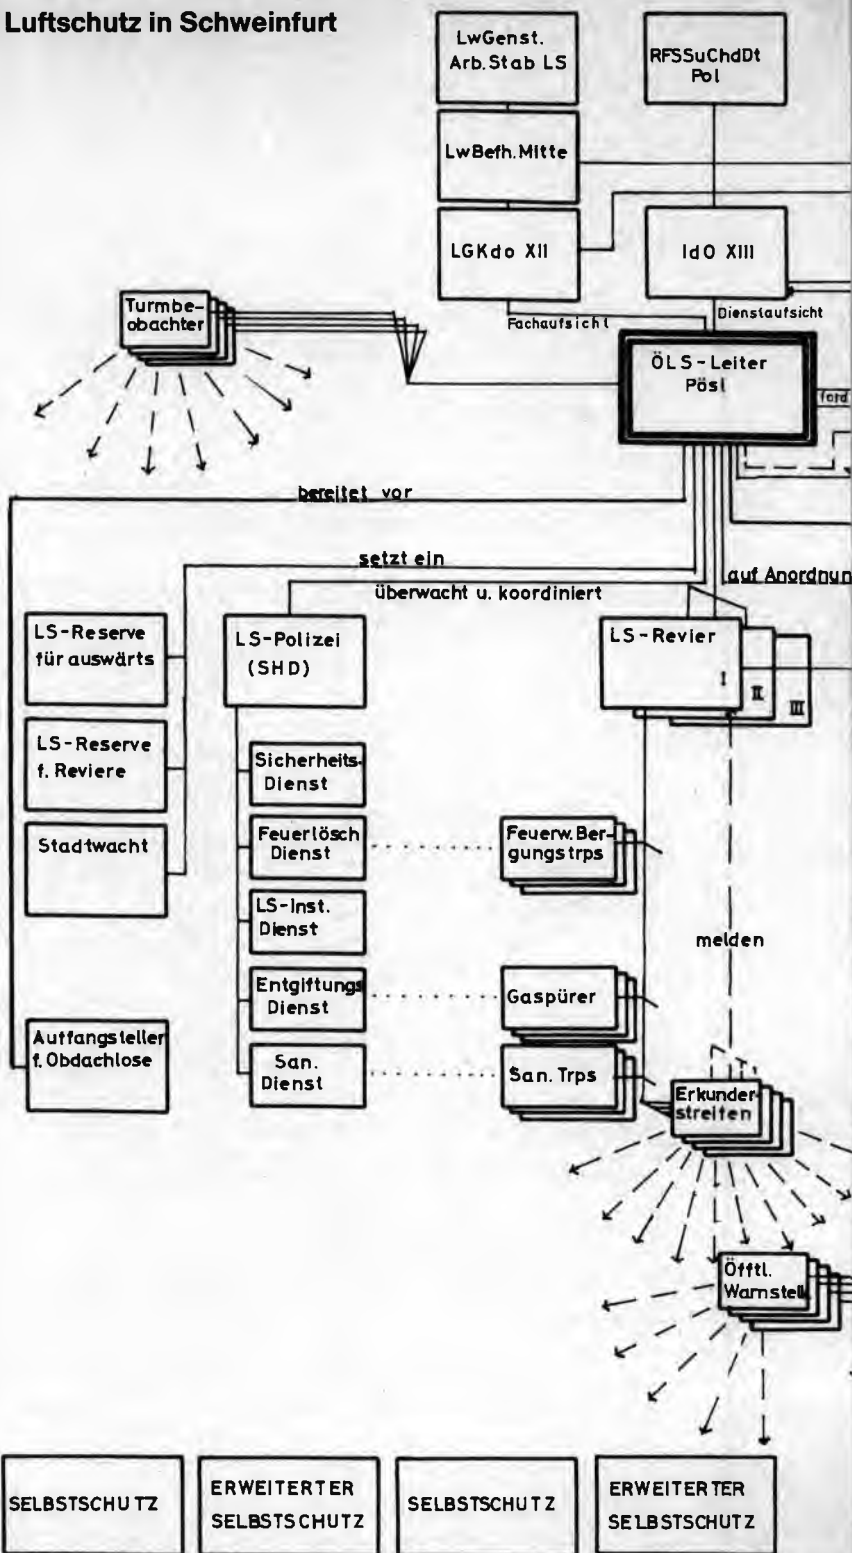 Luftschutz in Schweinfurt
LwGenst.
Arb.Stab LS
RFSSuChdDt
Pol
LwBefh.Mitte
LGKdo XII
IdO XIII
Turmbe-
obachter
Fachaufsicht
Dienstaufsicht
ÖLS-Leiter
Pösl
ford
bereitet vor
setzt ein
überwacht u. koordiniert
auf Anordnun
LS-Reserve
für auswärts
LS-Polizei
(SHD)
LS-Revier
I
II
III
LS-Reserve
f. Reviere
Sicherheits-
Dienst
Stadtwacht
Feuerlösch
Dienst
Feuerw.Ber-
gungstrps
LS-Inst.
Dienst
melden
Entgiftungs
Dienst
Gaspürer
Auffangsteller
f. Obdachlose
San.
Dienst
San. Trps
Erkunder-
streifen
Öfftl.
Warnstell
SELBSTSCHUTZ
ERWEITERTER
SELBSTSCHUTZ
SELBSTSCHUTZ
ERWEITERTER
SELBSTSCHUTZ